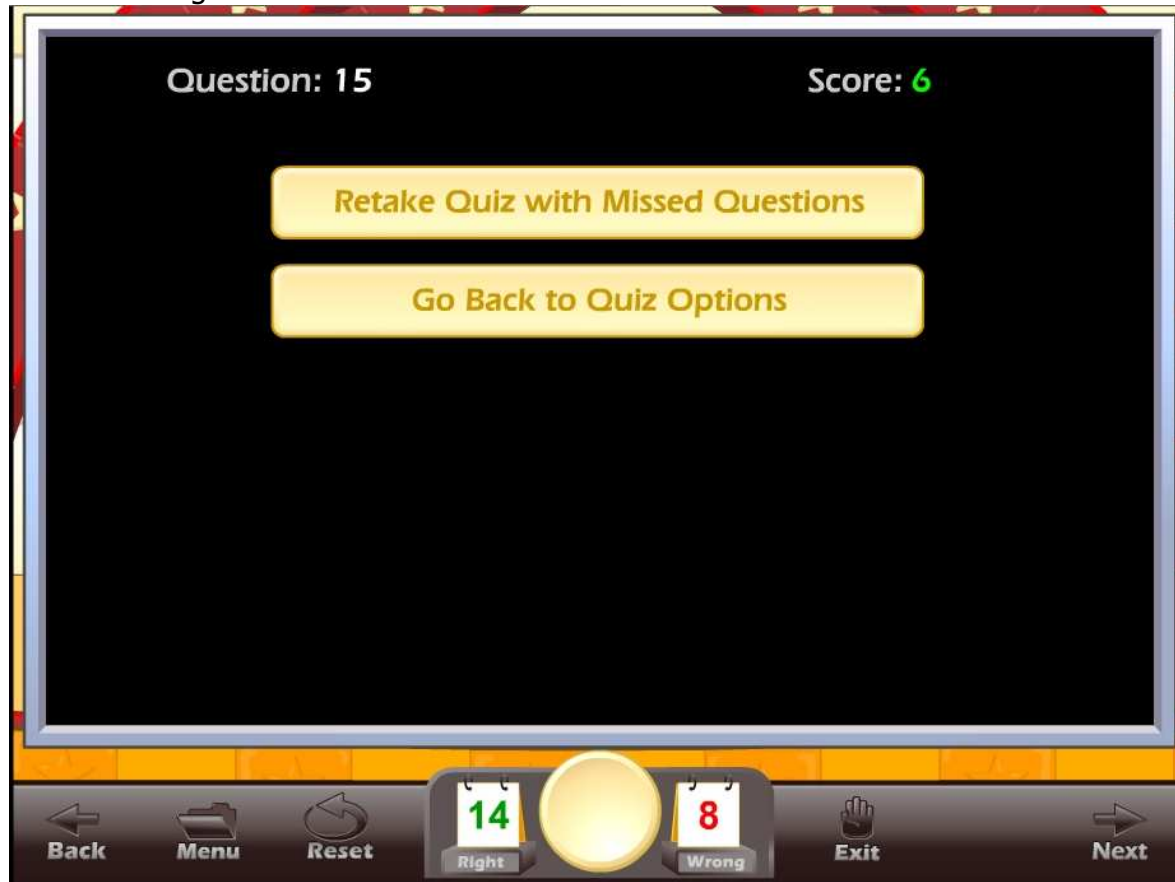 Question: 15
Score: 6
Retake Quiz with Missed Questions
Go Back to Quiz Options
Back
Menu
Reset
14
Right
8
Wrong
Exit
Next